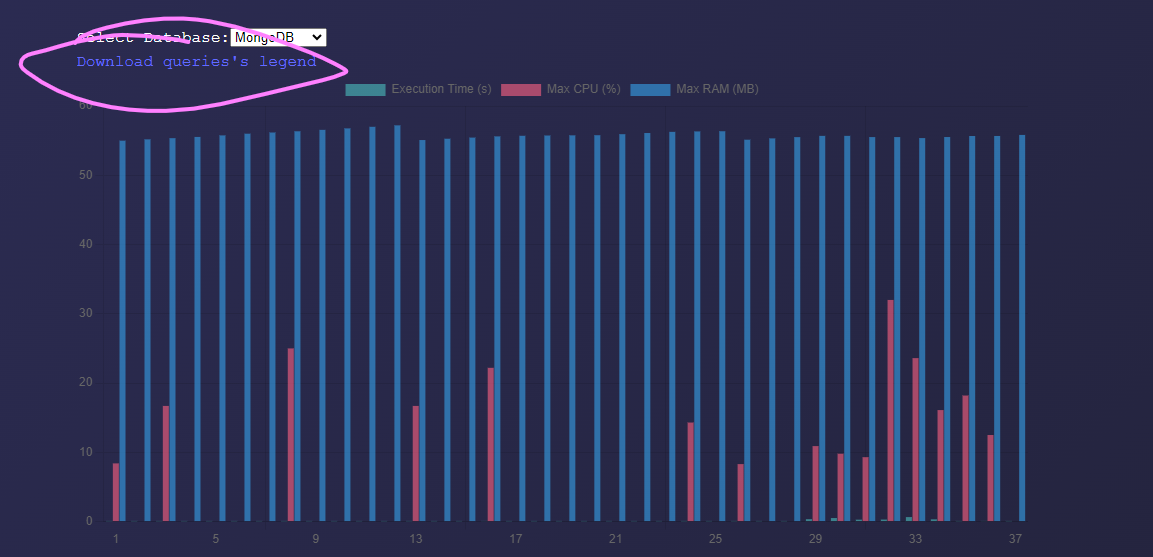 Select Database: MongoDB
Download queries's legend
Execution Time (s) Max CPU (%) Max RAM (MB)
60
50
40
30
20
10
0
1 5 9 13 17 21 25 29 33 37